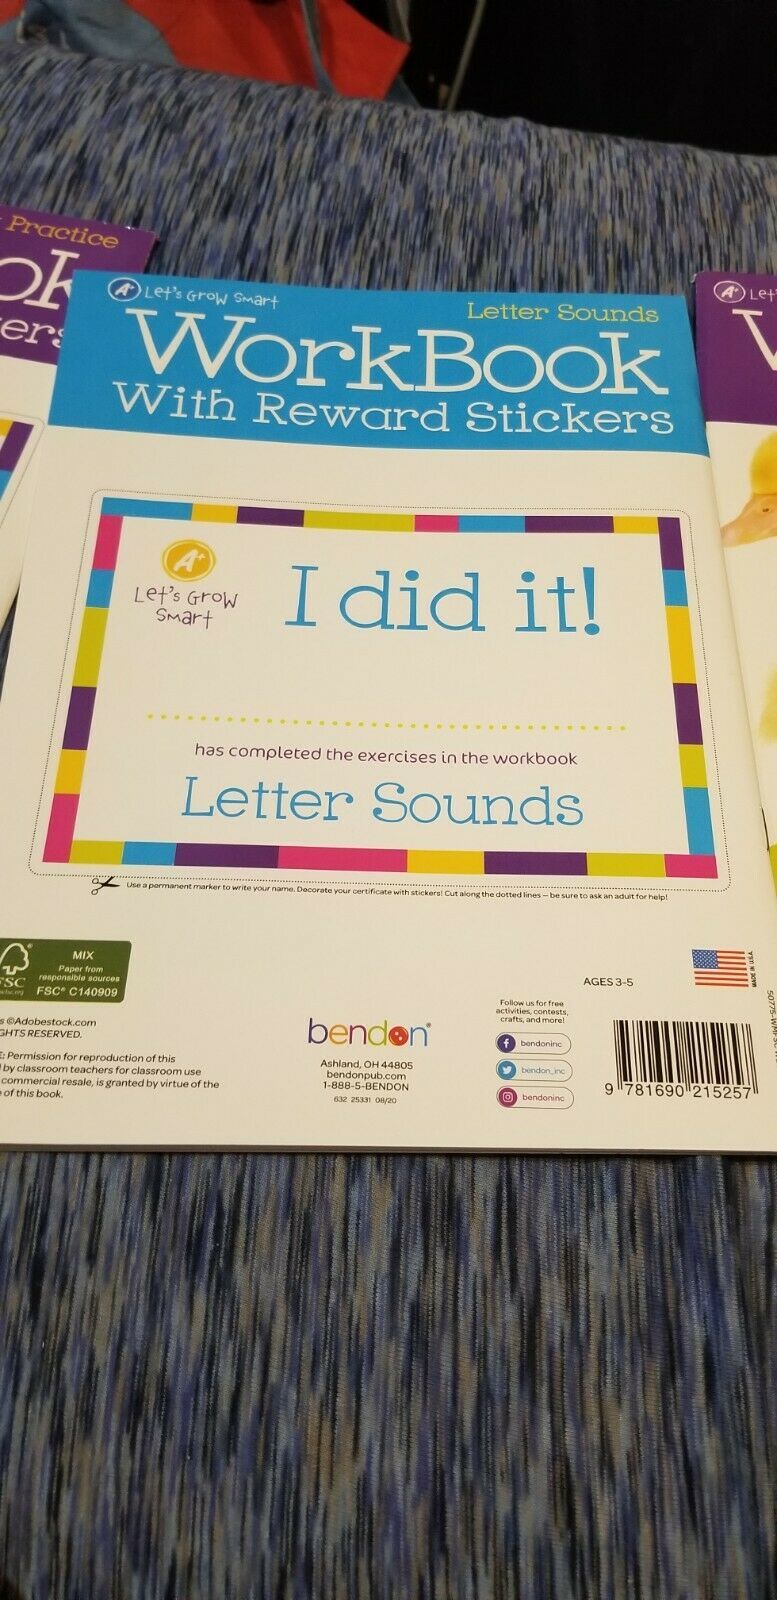 Practice
A+ Let's Grow Smart
Letter Sounds
WorkBook
With Reward Stickers
A+
Let's Grow
Smart
I did it!
has completed the exercises in the workbook
Letter Sounds
Use a permanent marker to write your name. Decorate your certificate with stickers! Cut along the dotted lines — be sure to ask an adult for help!
FSC
MIX
Paper from
responsible sources
FSC® C140909
©Adobestock.com
RESERVED.
Permission for reproduction of this
by classroom teachers for classroom use
commercial resale, is granted by virtue of the
of this book.
bendon®
Ashland, OH 44805
bendonpub.com
1-888-5-BENDON
632 25331 08/20
Follow us for free
activities, contests,
crafts, and more!
bendoninc
bendon_inc
bendoninc
AGES 3-5
MADE IN U.S.A.
9 781690 215257
A+ Let's